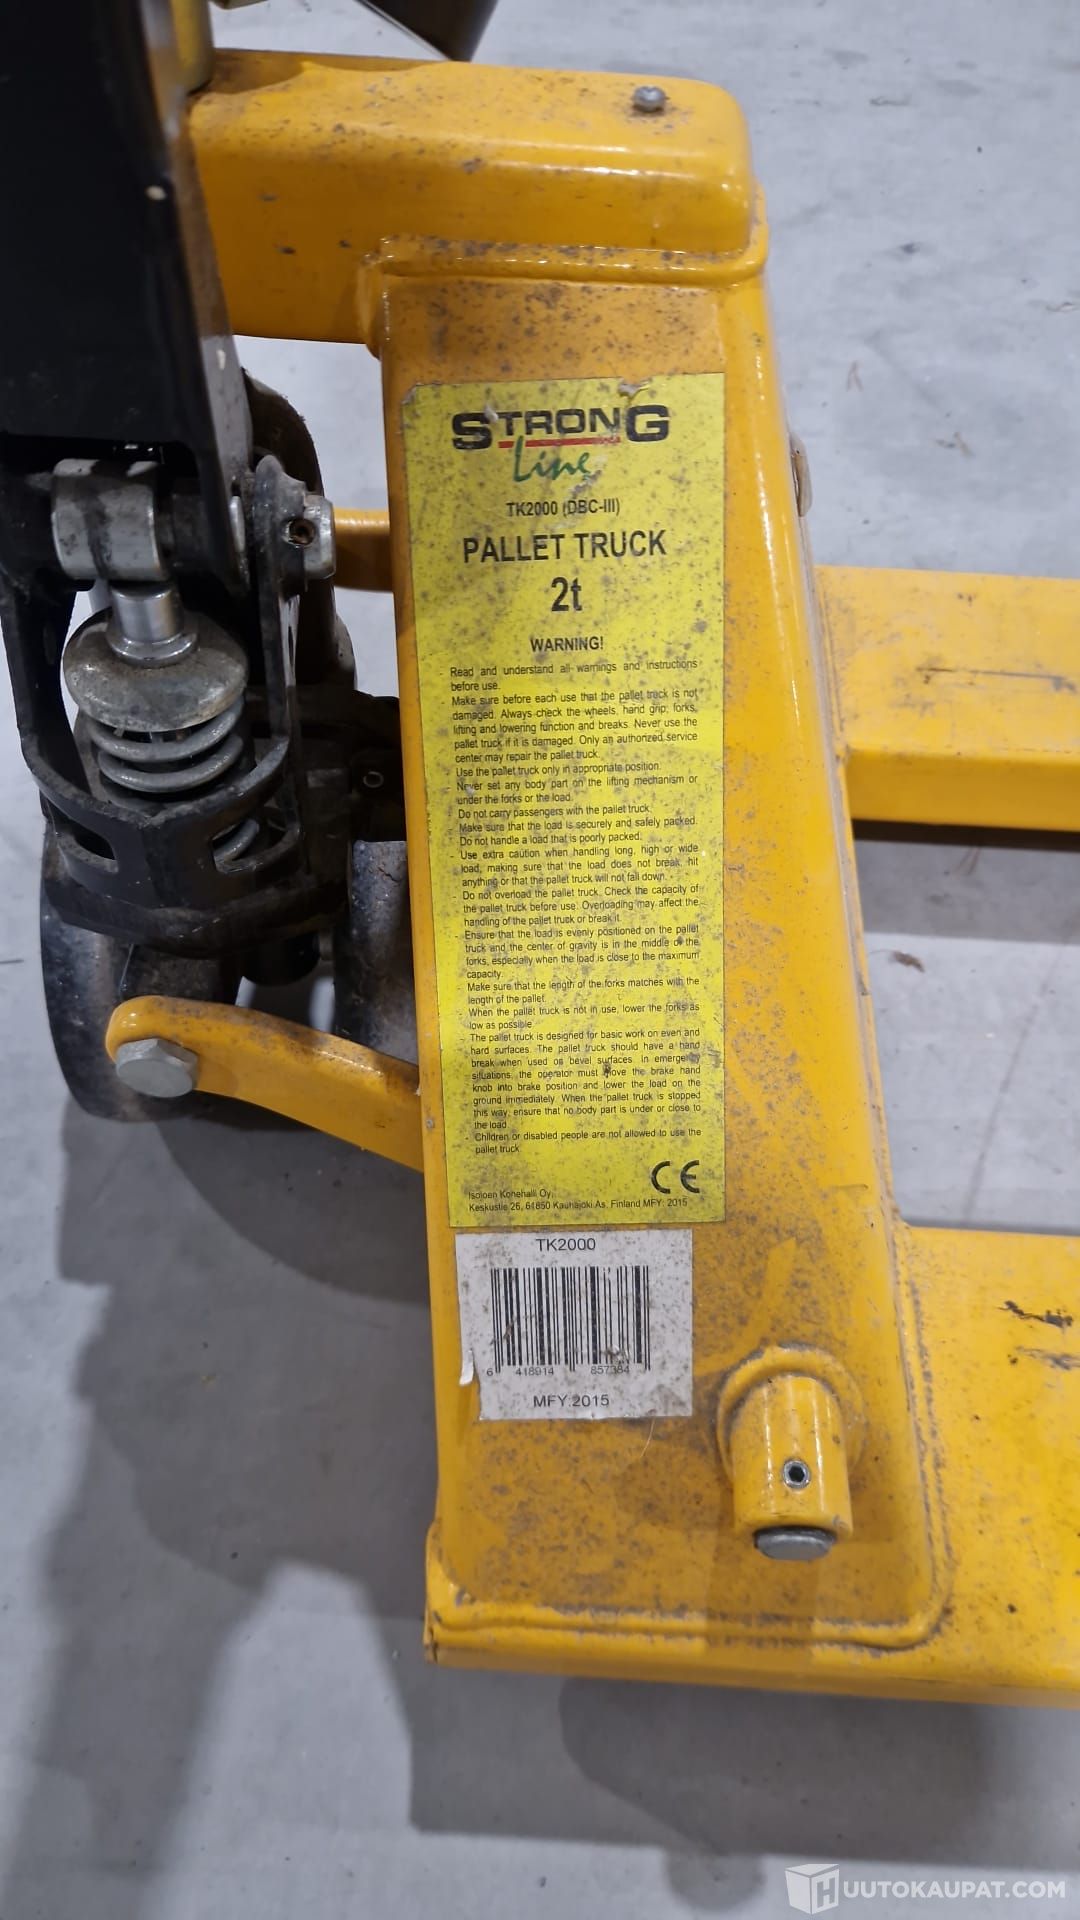 STRONG
Line
TK2000 (DBC-III)
PALLET TRUCK
2t
WARNING!
- Read and understand all warnings and instructions
before use.
- Make sure before each use that the pallet truck is not
damaged. Always check the wheels, hand grip, forks,
lifting and lowering function and breaks. Never use the
pallet truck if it is damaged. Only an authorized service
center may repair the pallet truck.
- Use the pallet truck only in appropriate position.
- Never set any body part on the lifting mechanism or
under the forks or the load.
- Do not carry passengers with the pallet truck.
- Make sure that the load is securely and safely packed.
Do not handle a load that is poorly packed.
- Use extra caution when handling long, high or wide
load, making sure that the load does not break, hit
anything or that the pallet truck will not fall down.
- Do not overload the pallet truck. Check the capacity of
the pallet truck before use. Overloading may affect the
handling of the pallet truck or break it.
- Ensure that the load is evenly positioned on the pallet
truck and the center of gravity is in the middle of the
forks, especially when the load is close to the maximum
capacity.
- Make sure that the length of the forks matches with the
length of the pallet.
- When the pallet truck is not in use, lower the forks as
low as possible.
- The pallet truck is designed for basic work on even and
hard surfaces. The pallet truck should have a hand
break when used on bevel surfaces. In emergency
situations, the operator must move the brake hand
knob into brake position and lower the load on the
ground immediately. When the pallet truck is stopped
this way, ensure that no body part is under or close to
the load.
- Children or disabled people are not allowed to use the
pallet truck.
CE
Isojoen Konehalli Oy,
Keskustie 26, 61850 Kauhajoki As, Finland MFY: 2015
TK2000
6 418914 857384
MFY:2015
HUUTOKAUPAT.COM